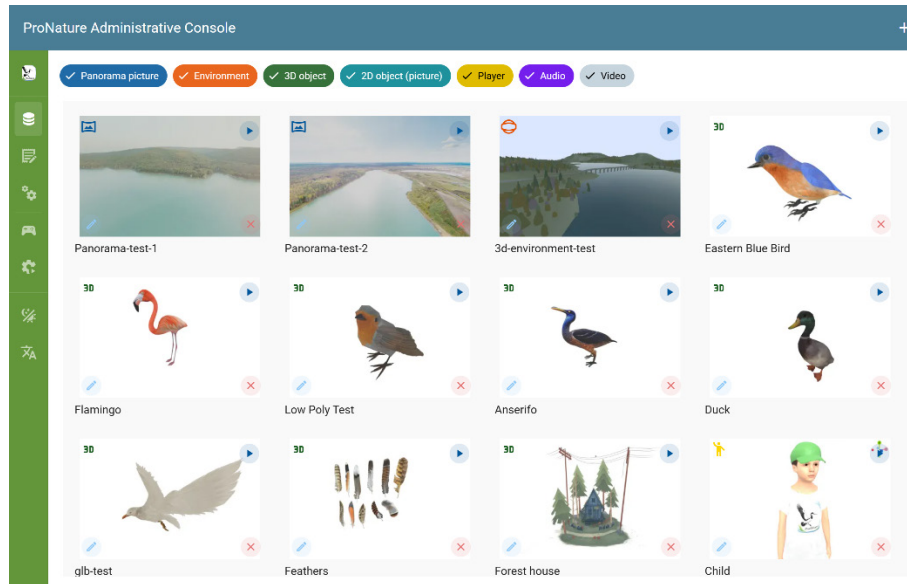 ProNature Administrative Console
Panorama picture Environment 3D object 2D object (picture) Player Audio Video
3D
Panorama-test-1 Panorama-test-2 3d-environment-test Eastern Blue Bird
3D 3D 3D 3D
Flamingo Low Poly Test Anserifo Duck
3D 3D 3D
glb-test Feathers Forest house Child